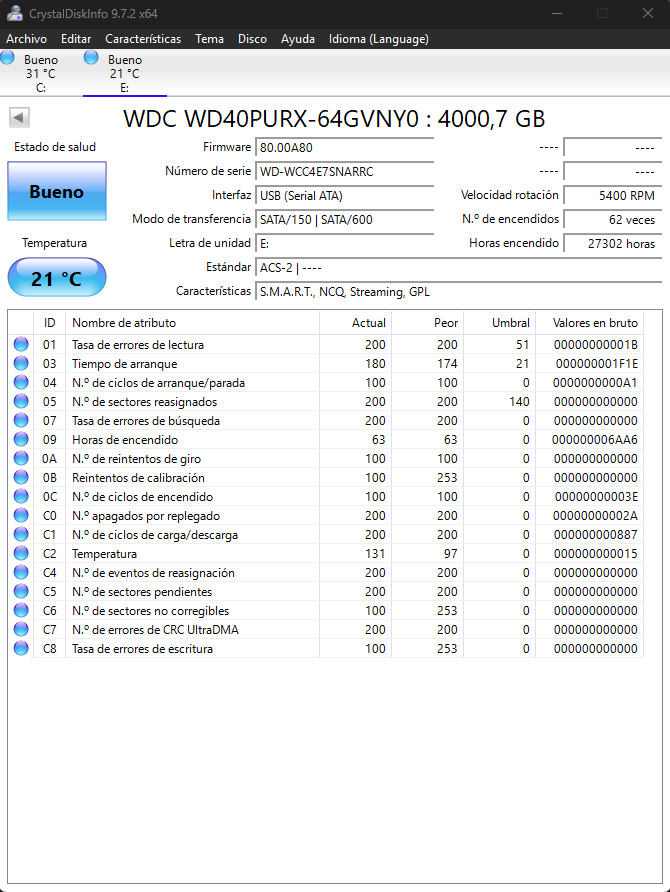 CrystalDiskInfo 9.7.2 x64
Archivo Editar Características Tema Disco Ayuda Idioma (Language)
Bueno Bueno
31 °C 21 °C
C: E:
WDC WD40PURX-64GVNY0 : 4000,7 GB
Estado de salud
Bueno
Temperatura
21 °C
Firmware 80.00A80 ---- ----
Número de serie WD-WCC4E7SNARRC ---- ----
Interfaz USB (Serial ATA) Velocidad rotación 5400 RPM
Modo de transferencia SATA/150 | SATA/600 N.º de encendidos 62 veces
Letra de unidad E: Horas encendido 27302 horas
Estándar ACS-2 | ----
Características S.M.A.R.T., NCQ, Streaming, GPL
ID Nombre de atributo Actual Peor Umbral Valores en bruto
01 Tasa de errores de lectura 200 200 51 00000000001B
03 Tiempo de arranque 180 174 21 000000001F1E
04 N.º de ciclos de arranque/parada 100 100 0 0000000000A1
05 N.º de sectores reasignados 200 200 140 000000000000
07 Tasa de errores de búsqueda 200 200 0 000000000000
09 Horas de encendido 63 63 0 000000006AA6
0A N.º de reintentos de giro 100 100 0 000000000000
0B Reintentos de calibración 100 253 0 000000000000
0C N.º de ciclos de encendido 100 100 0 00000000003E
C0 N.º apagados por replegado 200 200 0 00000000002A
C1 N.º de ciclos de carga/descarga 200 200 0 000000000887
C2 Temperatura 131 97 0 000000000015
C4 N.º de eventos de reasignación 200 200 0 000000000000
C5 N.º de sectores pendientes 200 200 0 000000000000
C6 N.º de sectores no corregibles 100 253 0 000000000000
C7 N.º de errores de CRC UltraDMA 200 200 0 000000000000
C8 Tasa de errores de escritura 100 253 0 000000000000